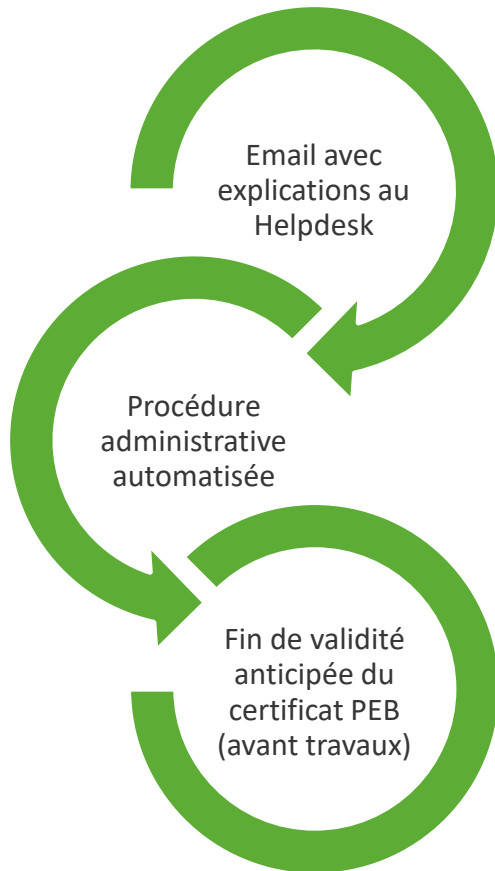 Email avec
explications au
Helpdesk
Procédure
administrative
automatisée
Fin de validité
anticipée du
certificat PEB
(avant travaux)